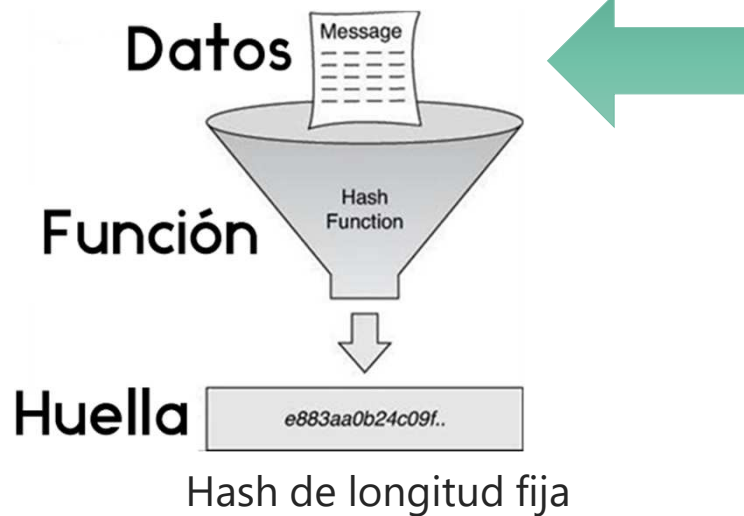 Datos
Message
Hash
Function
Función
Huella
e883aa0b24c09f..
Hash de longitud fija